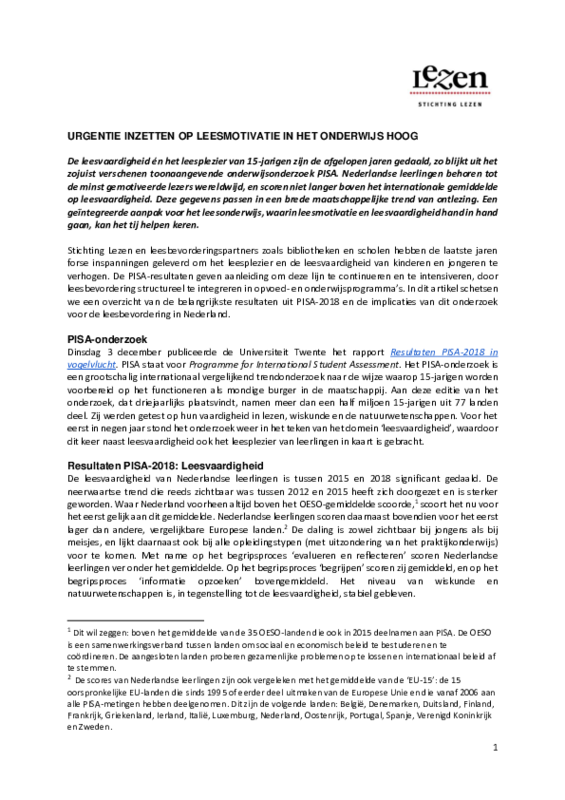 Lezen
STICHTING LEZEN
URGENTIE INZETTEN OP LEESMOTIVATIE IN HET ONDERWIJS HOOG
De leesvaardigheid én het leesplezier van 15-jarigen zijn de afgelopen jaren gedaald, zo blijkt uit het
zojuist verschenen toonaangevende onderwijsonderzoek PISA. Nederlandse leerlingen behoren tot
de minst gemotiveerde lezers wereldwijd, en scoren niet langer boven het internationale gemiddelde
op leesvaardigheid. Deze gegevens passen in een brede maatschappelijke trend van ontlezing. Een
geïntegreerde aanpak voor het leesonderwijs, waarin leesmotivatie en leesvaardigheid hand in hand
gaan, kan het tij helpen keren.
Stichting Lezen en leesbevorderingspartners zoals bibliotheken en scholen hebben de laatste jaren
forse inspanningen geleverd om het leesplezier en de leesvaardigheid van kinderen en jongeren te
verhogen. De PISA-resultaten geven aanleiding om deze lijn te continueren en te intensiveren, door
leesbevordering structureel te integreren in opvoed- en onderwijsprogramma's. In dit artikel schetsen
we een overzicht van de belangrijkste resultaten uit PISA-2018 en de implicaties van dit onderzoek
voor de leesbevordering in Nederland.
PISA-onderzoek
Dinsdag 3 december publiceerde de Universiteit Twente het rapport Resultaten PISA-2018 in
vogelvlucht. PISA staat voor Programme for International Student Assessment. Het PISA-onderzoek is
een grootschalig internationaal vergelijkend trendonderzoek naar de wijze waarop 15-jarigen worden
voorbereid op het functioneren als mondige burger in de maatschappij. Aan deze editie van het
onderzoek, dat driejaarlijks plaatsvindt, namen meer dan een half miljoen 15-jarigen uit 77 landen
deel. Zij werden getest op hun vaardigheid in lezen, wiskunde en de natuurwetenschappen. Voor het
eerst in negen jaar stond het onderzoek weer in het teken van het domein 'leesvaardigheid', waardoor
dit keer naast leesvaardigheid ook het leesplezier van leerlingen in kaart is gebracht.
Resultaten PISA-2018: Leesvaardigheid
De leesvaardigheid van Nederlandse leerlingen is tussen 2015 en 2018 significant gedaald. De
neerwaartse trend die reeds zichtbaar was tussen 2012 en 2015 heeft zich doorgezet en is sterker
geworden. Waar Nederland voorheen altijd boven het OESO-gemiddelde scoorde,1 scoort het nu voor
het eerst gelijk aan dit gemiddelde. Nederlandse leerlingen scoren daarnaast bovendien voor het eerst
lager dan andere, vergelijkbare Europese landen.2 De daling is zowel zichtbaar bij jongens als bij
meisjes, en lijkt daarnaast ook bij alle opleidingstypen (met uitzondering van het praktijkonderwijs)
voor te komen. Met name op het begripsproces 'evalueren en reflecteren' scoren Nederlandse
leerlingen ver onder het gemiddelde. Op het begripsproces 'begrijpen' scoren zij gemiddeld, en op het
begripsproces 'informatie opzoeken' bovengemiddeld. Het niveau van wiskunde en
natuurwetenschappen is, in tegenstelling tot de leesvaardigheid, stabiel gebleven.
1 Dit wil zeggen: boven het gemiddelde van de 35 OESO-landen die ook in 2015 deelnamen aan PISA. De OESO
is een samenwerkingsverband tussen landen om sociaal en economisch beleid te bestuderen en te
coördineren. De aangesloten landen proberen gezamenlijke problemen op te lossen en internationaal beleid af
te stemmen.
2 De scores van Nederlandse leerlingen zijn ook vergeleken met het gemiddelde van de 'EU-15': de 15
oorspronkelijke EU-landen die sinds 1995 of eerder deel uitmaken van de Europese Unie en die vanaf 2006 aan
alle PISA-metingen hebben deelgenomen. Dit zijn de volgende landen: België, Denemarken, Duitsland, Finland,
Frankrijk, Griekenland, Ierland, Italië, Luxemburg, Nederland, Oostenrijk, Portugal, Spanje, Verenigd Koninkrijk
en Zweden.
1